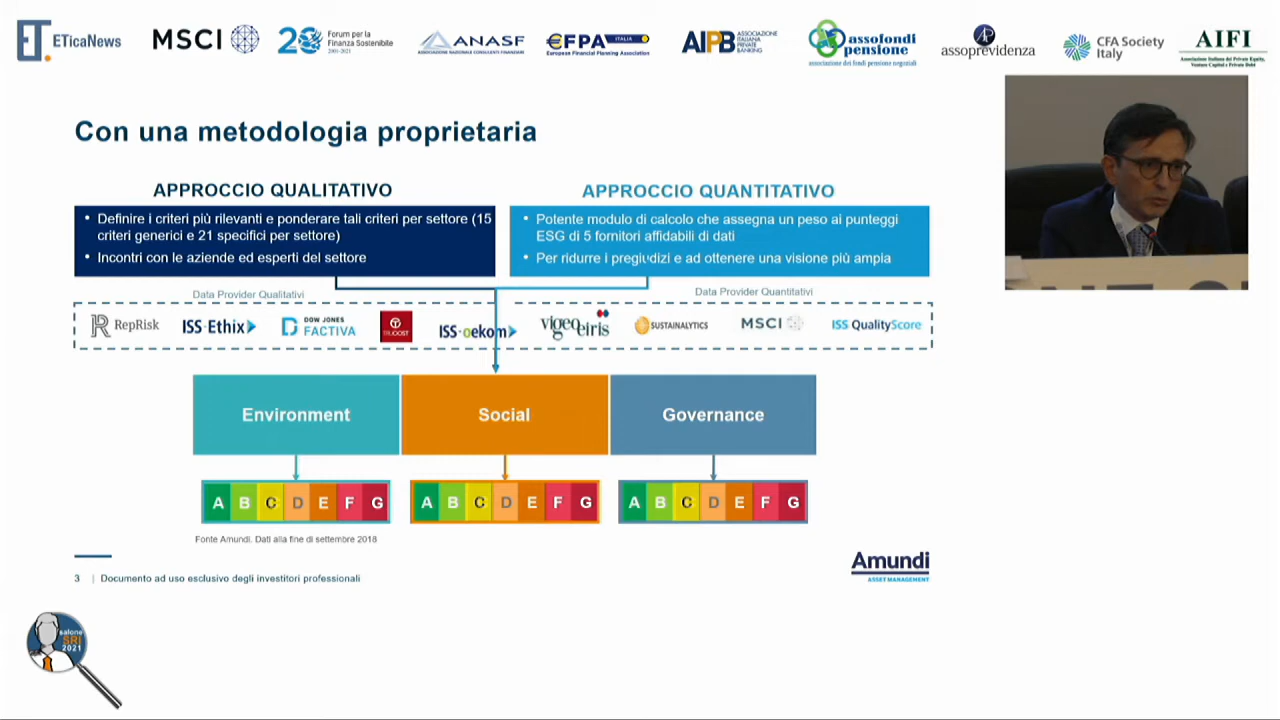 ETicaNews
MSCI
20
Forum per la
Finanza Sostenibile
2001-2021
ANASF
ASSOCIAZIONE NAZIONALE CONSULENTI FINANZIARI
€FPA ITALIA
European Financial Planning Association
AIPB
ASSOCIAZIONE
ITALIANA
PRIVATE
BANKING
assofondi
pensione
associazione dei fondi pensione negoziali
AP
assoprevidenza
CFA Society
Italy
AIFI
Associazione Italiana del Private Equity,
Venture Capital e Private Debt
Con una metodologia proprietaria
APPROCCIO QUALITATIVO
• Definire i criteri più rilevanti e ponderare tali criteri per settore (15
criteri generici e 21 specifici per settore)
• Incontri con le aziende ed esperti del settore
APPROCCIO QUANTITATIVO
• Potente modulo di calcolo che assegna un peso ai punteggi
ESG di 5 fornitori affidabili di dati
• Per ridurre i pregiudizi e ad ottenere una visione più ampia
Data Provider Qualitativi
Data Provider Quantitativi
RepRisk
ISS-Ethix
DOW JONES
FACTIVA
TRUCOST
ISS-oekom
vigeoeiris
SUSTAINALYTICS
MSCI
ISS QualityScore
Environment
Social
Governance
A B C D E F G
A B C D E F G
A B C D E F G
Fonte Amundi. Dati alla fine di settembre 2018
3 | Documento ad uso esclusivo degli investitori professionali
Amundi
ASSET MANAGEMENT
salone
SRI
2021